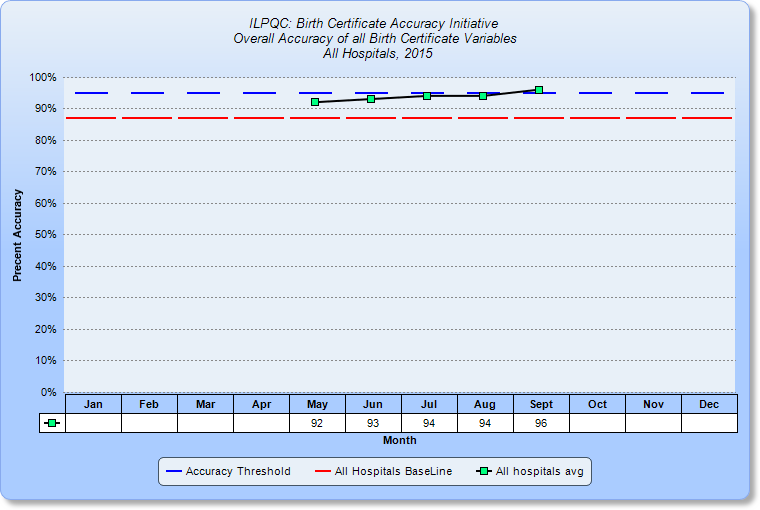 ILPQC: Birth Certificate Accuracy Initiative
Overall Accuracy of all Birth Certificate Variables
All Hospitals, 2015
100%
90%
80%
70%
60%
50%
40%
30%
20%
10%
0%
Precent Accuracy
Jan Feb Mar Apr May Jun Jul Aug Sept Oct Nov Dec
92 93 94 94 96
Month
Accuracy Threshold All Hospitals BaseLine All hospitals avg